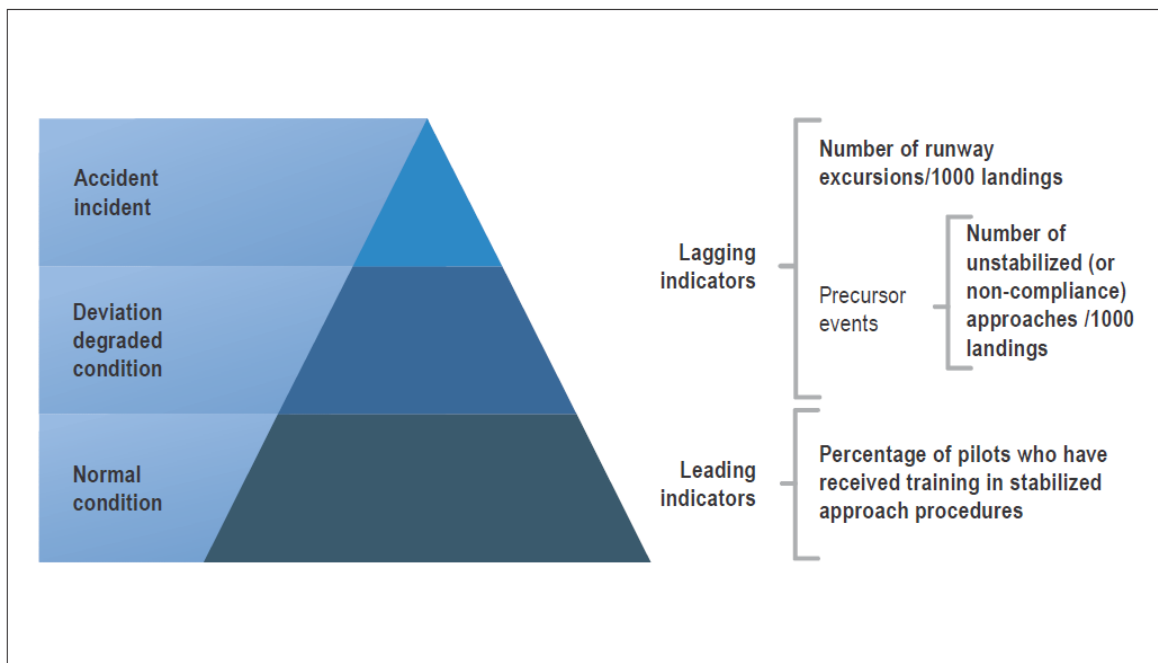 Accident
incident
Deviation
degraded
condition
Normal
condition
Lagging
indicators
Number of runway
excursions/1000 landings
Precursor
events
Number of
unstabilized (or
non-compliance)
approaches /1000
landings
Leading
indicators
Percentage of pilots who have
received training in stabilized
approach procedures